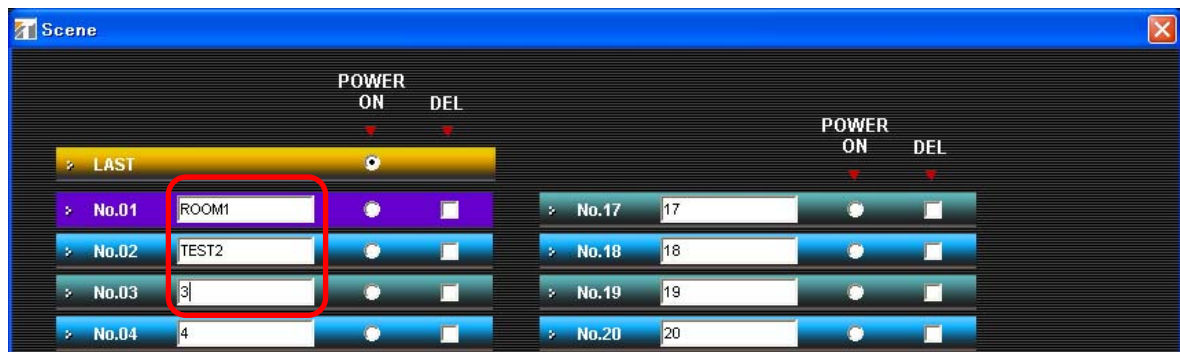 Scene
POWER ON DEL
POWER ON DEL
LAST
No.01 ROOM1 No.17 17
No.02 TEST2 No.18 18
No.03 3 No.19 19
No.04 4 No.20 20